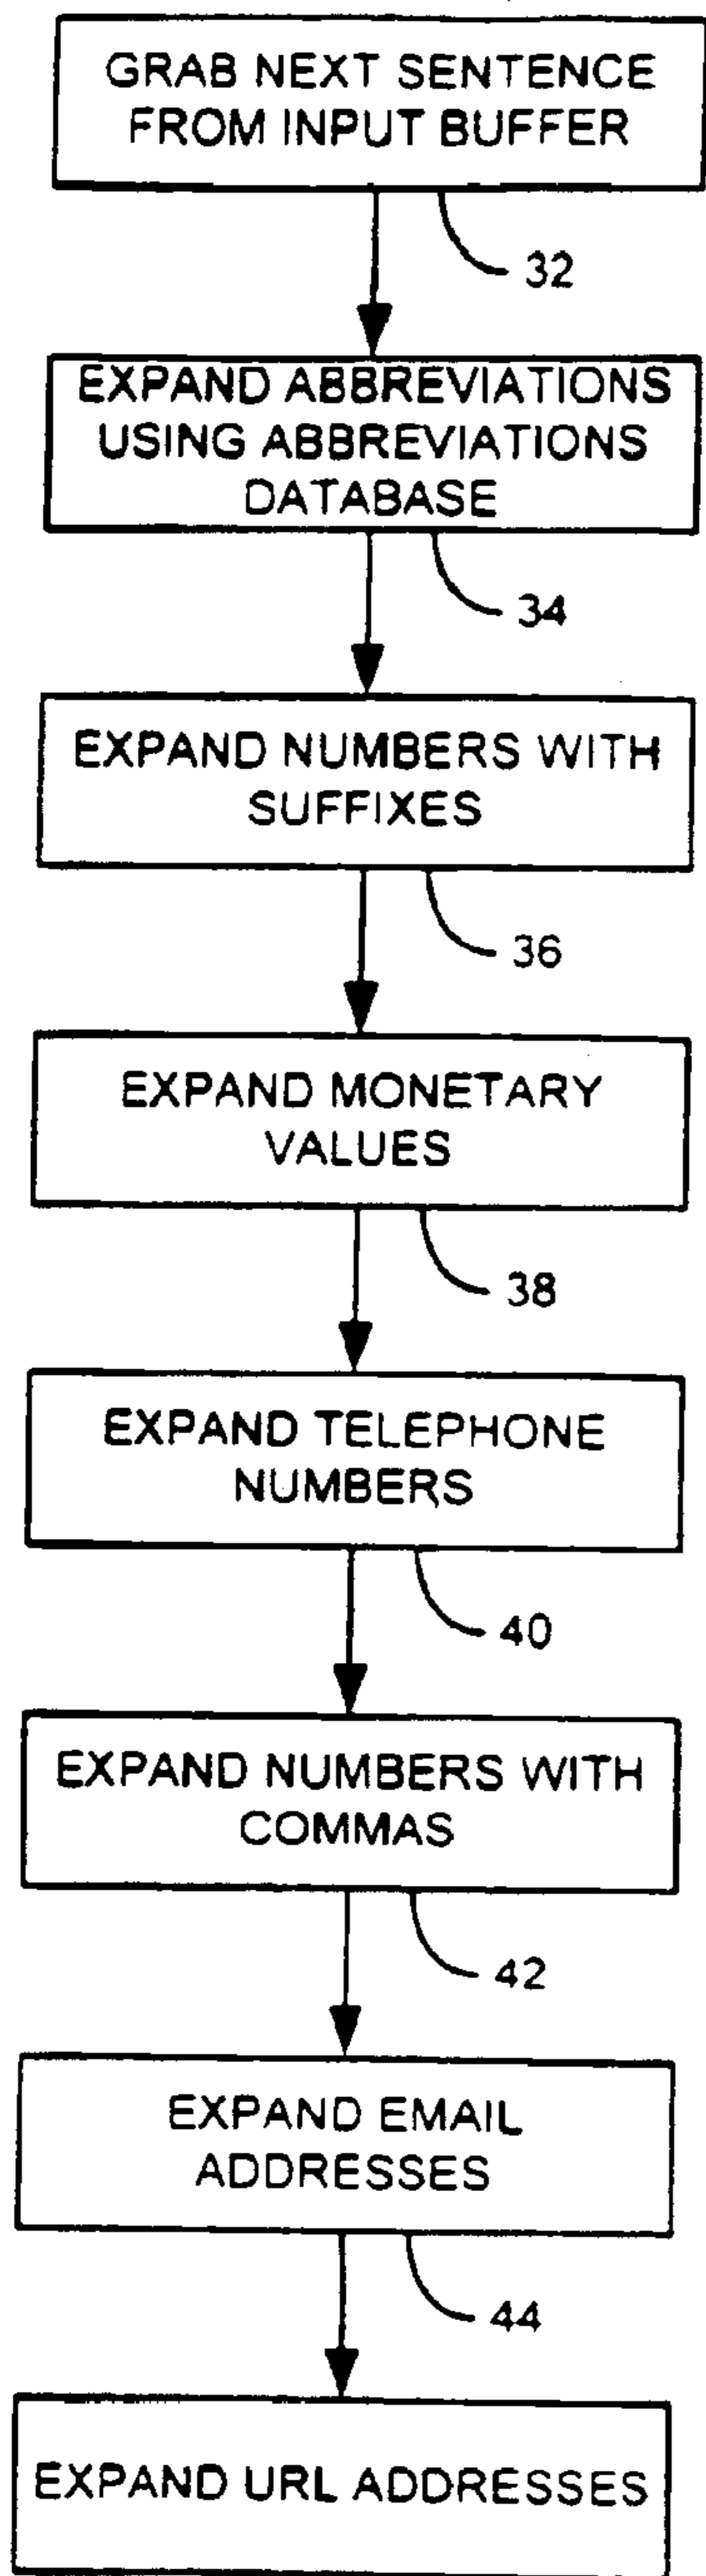 GRAB NEXT SENTENCE
FROM INPUT BUFFER
32
EXPAND ABBREVIATIONS
USING ABBREVIATIONS
DATABASE
34
EXPAND NUMBERS WITH
SUFFIXES
36
EXPAND MONETARY
VALUES
38
EXPAND TELEPHONE
NUMBERS
40
EXPAND NUMBERS WITH
COMMAS
42
EXPAND EMAIL
ADDRESSES
44
EXPAND URL ADDRESSES